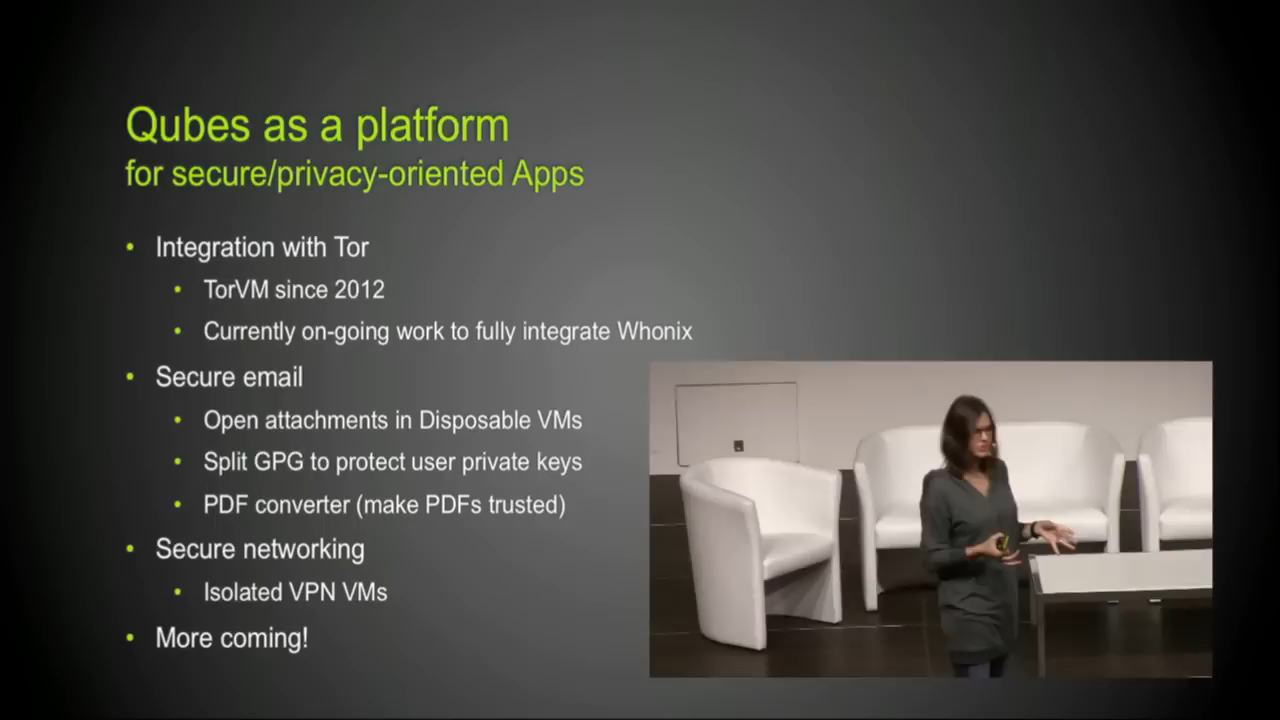 Qubes as a platform
for secure/privacy-oriented Apps
• Integration with Tor
• TorVM since 2012
• Currently on-going work to fully integrate Whonix
• Secure email
• Open attachments in Disposable VMs
• Split GPG to protect user private keys
• PDF converter (make PDFs trusted)
• Secure networking
• Isolated VPN VMs
• More coming!